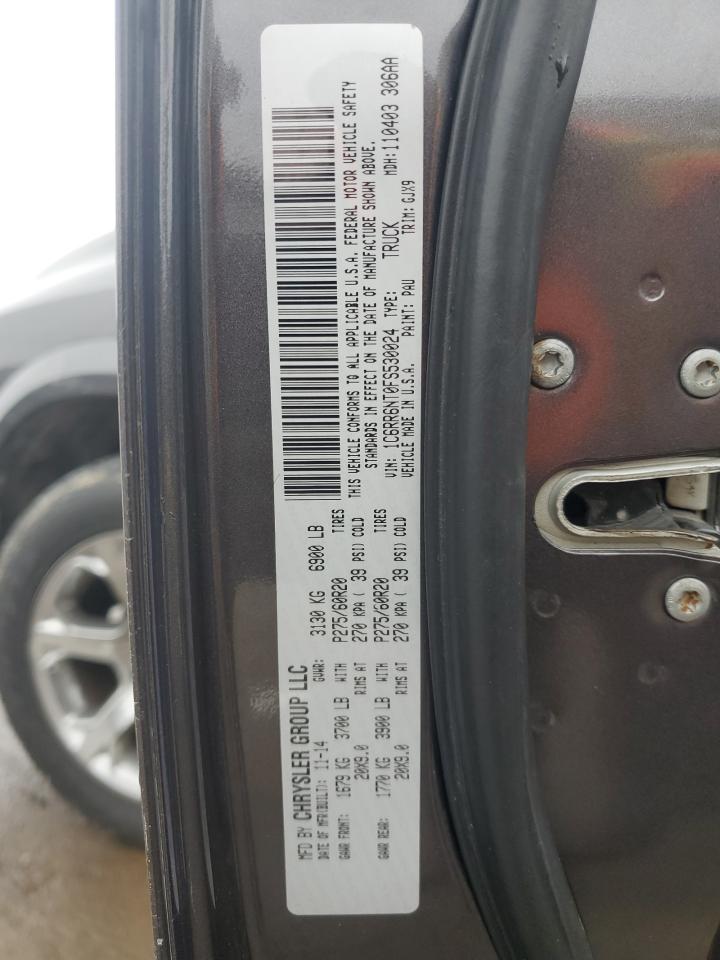 MFD BY CHRYSLER GROUP LLC
DATE OF MFR(BUILT): 11-14 GVWR: 3130 KG 6900 LB
GAWR FRONT: 1679 KG 3700 LB WITH P275/60R20 TIRES
20X9.0 RIMS AT 270 KPA ( 39 PSI) COLD
GAWR REAR: 1770 KG 3900 LB WITH P275/60R20 TIRES
20X9.0 RIMS AT 270 KPA ( 39 PSI) COLD
THIS VEHICLE CONFORMS TO ALL APPLICABLE U.S.A. FEDERAL MOTOR VEHICLE SAFETY
STANDARDS IN EFFECT ON THE DATE OF MANUFACTURE SHOWN ABOVE.
VIN: 1C6RR6NT0FS530024 TYPE: TRUCK MDH:110403 306AA
VEHICLE MADE IN U.S.A. PAINT: PAU TRIM: GJX9